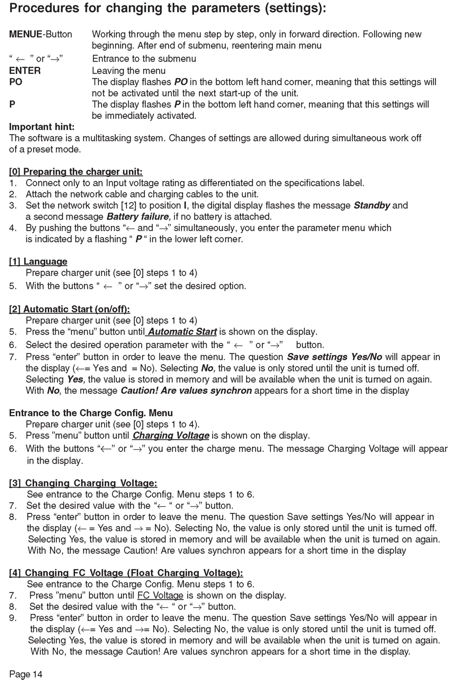 Procedures for changing the parameters (settings):
MENUE-Button Working through the menu step by step, only in forward direction. Following new
beginning. After end of submenu, reentering main menu
“ ← ” or “→” Entrance to the submenu
ENTER Leaving the menu
PO The display flashes PO in the bottom left hand corner, meaning that this settings will
not be activated until the next start-up of the unit.
P The display flashes P in the bottom left hand corner, meaning that this settings will
be immediately activated.
Important hint:
The software is a multitasking system. Changes of settings are allowed during simultaneous work off
of a preset mode.
[0] Preparing the charger unit:
1. Connect only to an Input voltage rating as differentiated on the specifications label.
2. Attach the network cable and charging cables to the unit.
3. Set the network switch [12] to position I, the digital display flashes the message Standby and
a second message Battery failure, if no battery is attached.
4. By pushing the buttons “← and “→” simultaneously, you enter the parameter menu which
is indicated by a flashing “ P “ in the lower left corner.
[1] Language
Prepare charger unit (see [0] steps 1 to 4)
5. With the buttons “ ← ” or “→” set the desired option.
[2] Automatic Start (on/off):
Prepare charger unit (see [0] steps 1 to 4)
5. Press the “menu” button until Automatic Start is shown on the display.
6. Select the desired operation parameter with the “ ← ” or “→” button.
7. Press “enter” button in order to leave the menu. The question Save settings Yes/No will appear in
the display (←= Yes and = No). Selecting No, the value is only stored until the unit is turned off.
Selecting Yes, the value is stored in memory and will be available when the unit is turned on again.
With No, the message Caution! Are values synchron appears for a short time in the display
Entrance to the Charge Config. Menu
Prepare charger unit (see [0] steps 1 to 4).
5. Press ”menu” button until Charging Voltage is shown on the display.
6. With the buttons “←” or “→” you enter the charge menu. The message Charging Voltage will appear
in the display.
[3] Changing Charging Voltage:
See entrance to the Charge Config. Menu steps 1 to 6.
7. Set the desired value with the “← “ or “→” button.
8. Press “enter” button in order to leave the menu. The question Save settings Yes/No will appear in
the display (← = Yes and → = No). Selecting No, the value is only stored until the unit is turned off.
Selecting Yes, the value is stored in memory and will be available when the unit is turned on again.
With No, the message Caution! Are values synchron appears for a short time in the display
[4] Changing FC Voltage (Float Charging Voltage):
See entrance to the Charge Config. Menu steps 1 to 6.
7. Press ”menu” button until FC Voltage is shown on the display.
8. Set the desired value with the “← “ or “→” button.
9. Press “enter” button in order to leave the menu. The question Save settings Yes/No will appear in
the display (←= Yes and →= No). Selecting No, the value is only stored until the unit is turned off.
Selecting Yes, the value is stored in memory and will be available when the unit is turned on again.
With No, the message Caution! Are values synchron appears for a short time in the display.
Page 14